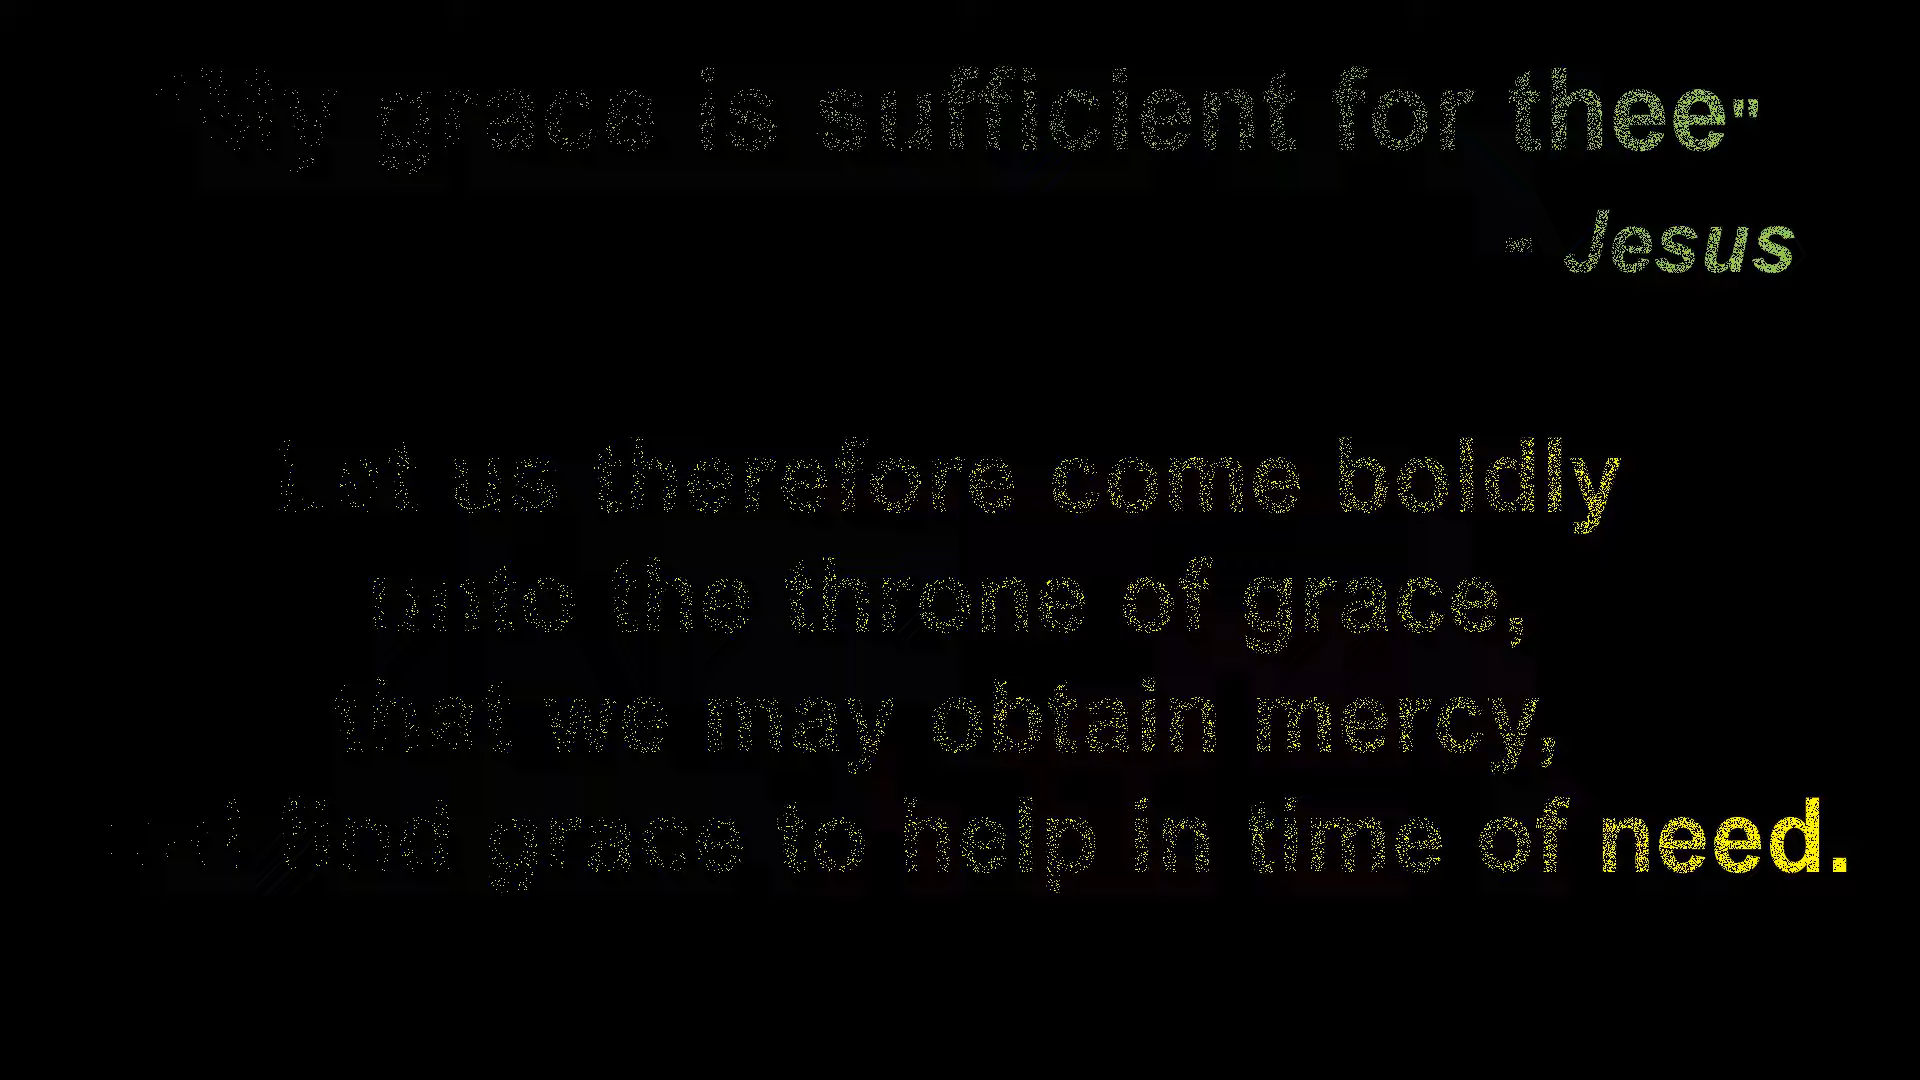 "My grace is sufficient for thee"
- Jesus
Let us therefore come boldly
unto the throne of grace,
that we may obtain mercy,
and find grace to help in time of need.